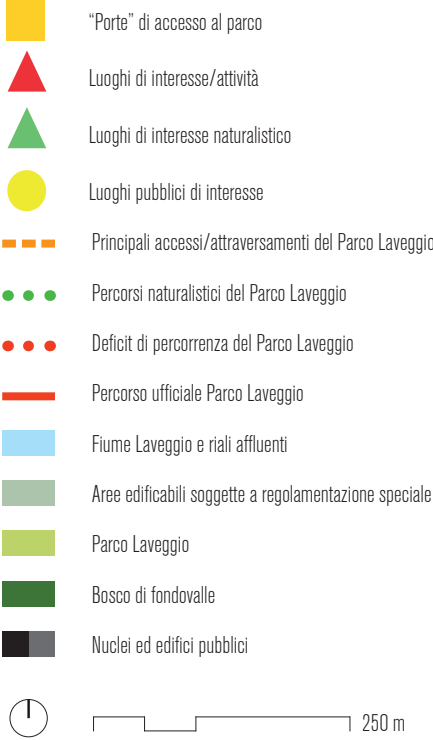 “Porte” di accesso al parco
Luoghi di interesse/attività
Luoghi di interesse naturalistico
Luoghi pubblici di interesse
Principali accessi/attraversamenti del Parco Laveggio
Percorsi naturalistici del Parco Laveggio
Deficit di percorrenza del Parco Laveggio
Percorso ufficiale Parco Laveggio
Fiume Laveggio e riali affluenti
Aree edificabili soggette a regolamentazione speciale
Parco Laveggio
Bosco di fondovalle
Nuclei ed edifici pubblici
250 m